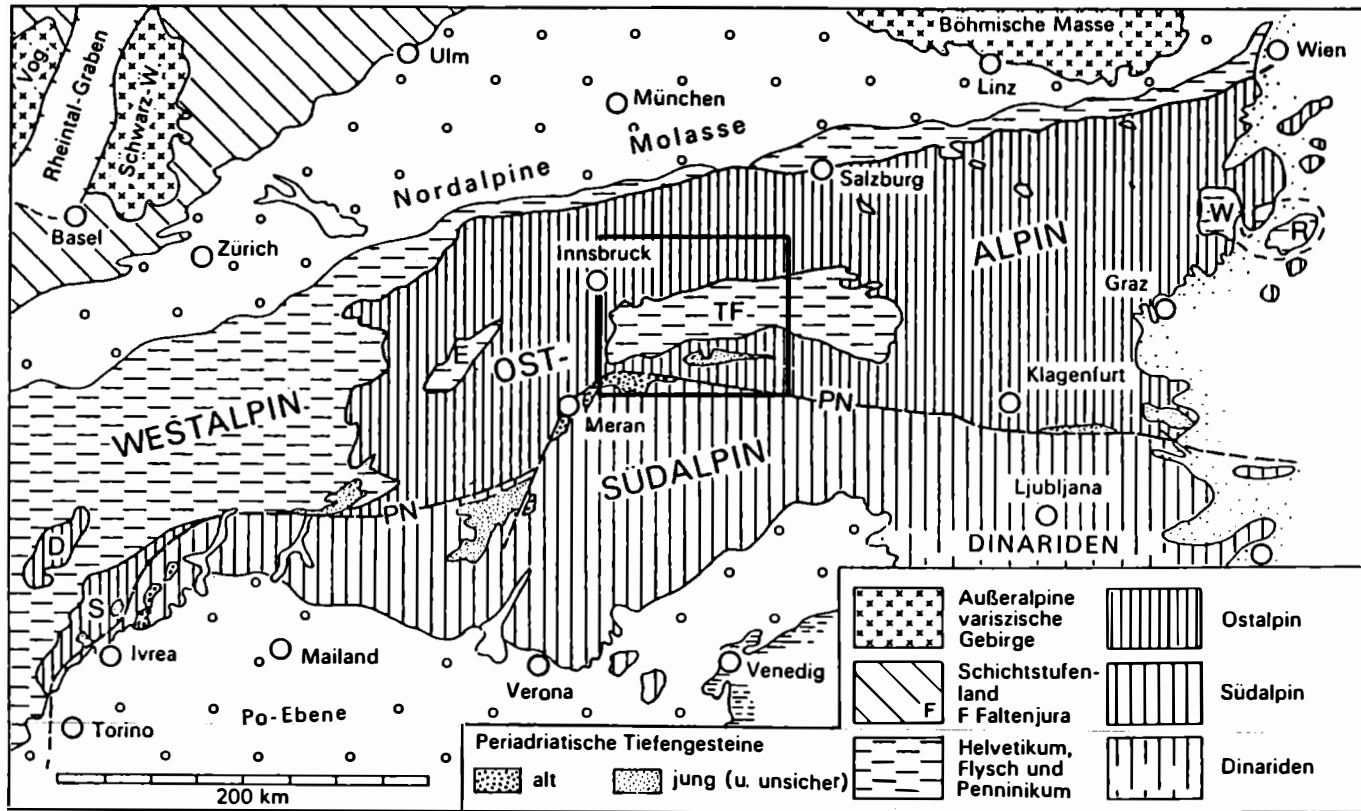 Vog.
Rheintal-Graben
Schwarz-W.
Ulm
Böhmische Masse
Wien
Linz
München
Nordalpine Molasse
Salzburg
Basel
Zürich
Innsbruck
ALPIN
W
R
Graz
TF
E
OST-
WESTALPIN
Klagenfurt
PN
Meran
SÜDALPIN
PN
Ljubljana
DINARIDEN
D
S
Ivrea
Mailand
Verona
Venedig
Po-Ebene
Torino
200 km
Periadriatische Tiefengesteine
alt
jung (u. unsicher)
Außeralpine
variszische
Gebirge
Schichtstufen-
land
F Faltenjura
F
Helvetikum,
Flysch und
Penninikum
Ostalpin
Südalpin
Dinariden